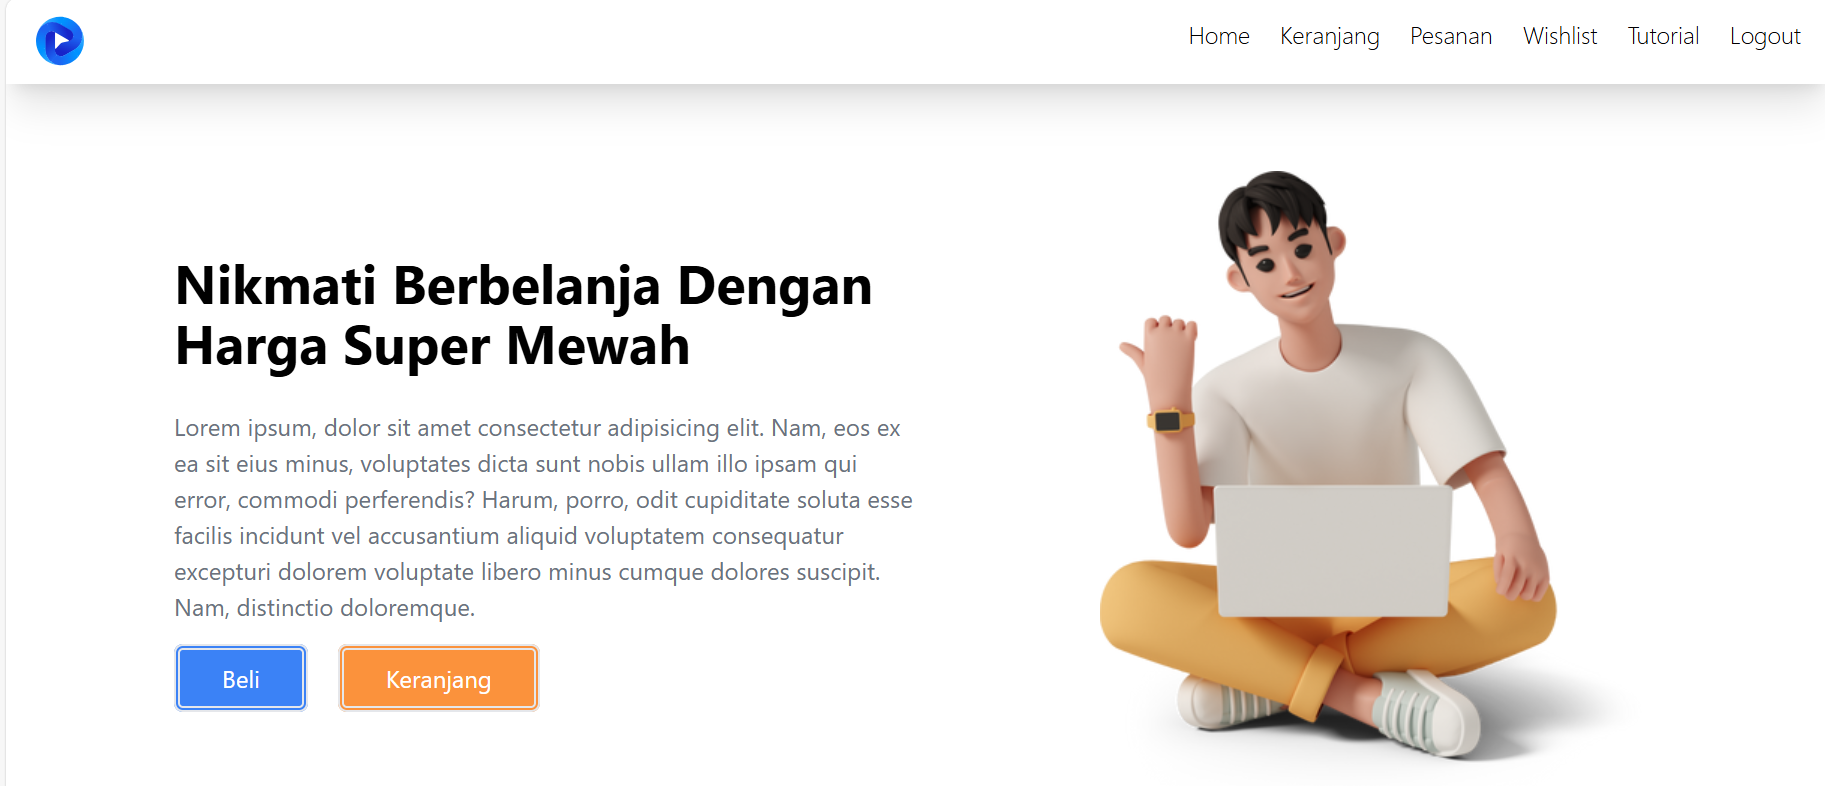 Home Keranjang Pesanan Wishlist Tutorial Logout
Nikmati Berbelanja Dengan
Harga Super Mewah
Lorem ipsum, dolor sit amet consectetur adipisicing elit. Nam, eos ex
ea sit eius minus, voluptates dicta sunt nobis ullam illo ipsam qui
error, commodi perferendis? Harum, porro, odit cupiditate soluta esse
facilis incidunt vel accusantium aliquid voluptatem consequatur
excepturi dolorem voluptate libero minus cumque dolores suscipit.
Nam, distinctio doloremque.
Beli Keranjang